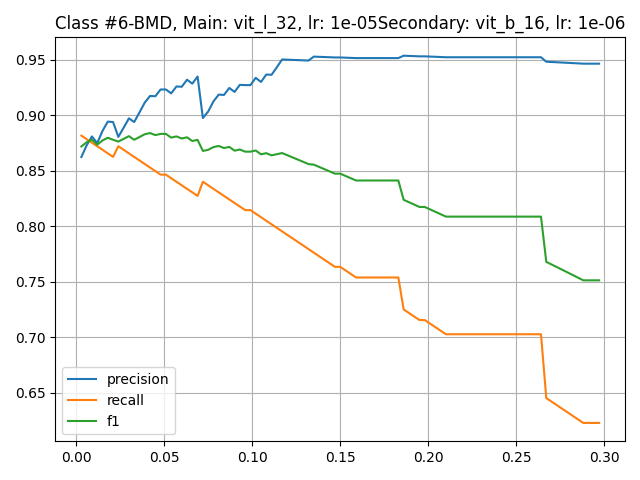 Class #6-BMD, Main: vit_l_32, lr: 1e-05Secondary: vit_b_16, lr: 1e-06
0.95
0.90
0.85
0.80
0.75
0.70
0.65
precision
recall
f1
0.00 0.05 0.10 0.15 0.20 0.25 0.30